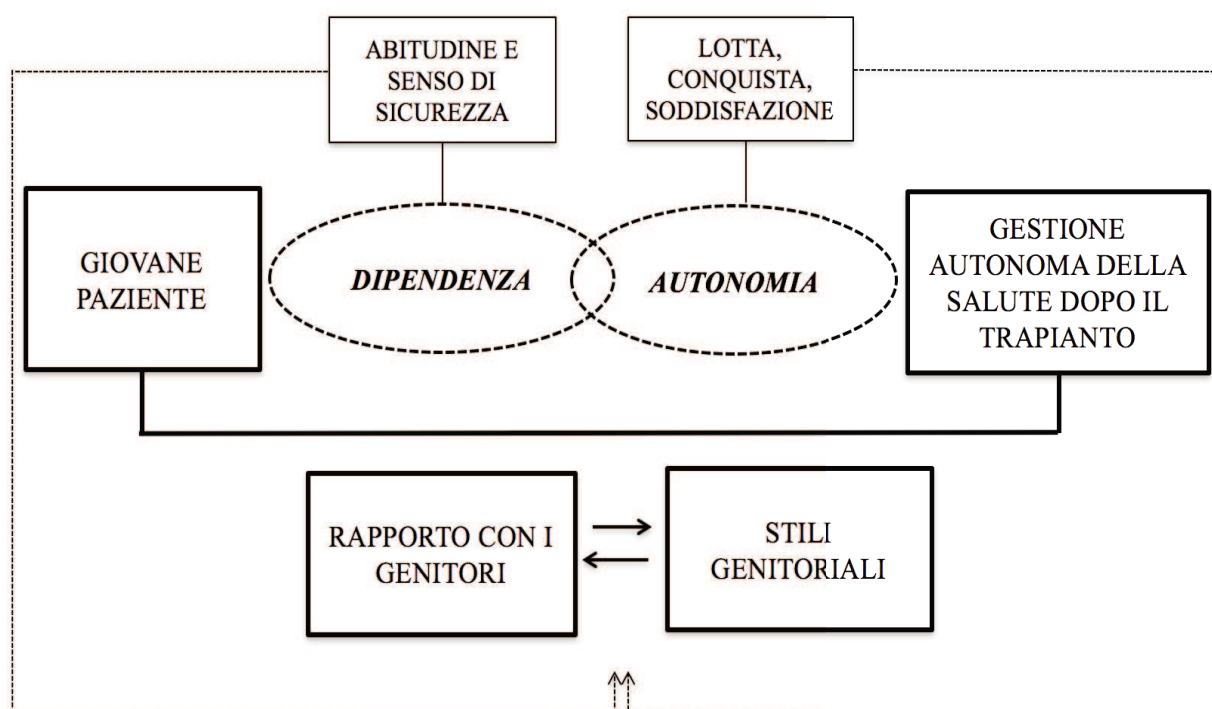 ABITUDINE E
SENSO DI
SICUREZZA
LOTTA,
CONQUISTA,
SODDISFAZIONE
GIOVANE
PAZIENTE
DIPENDENZA
AUTONOMIA
GESTIONE
AUTONOMA DELLA
SALUTE DOPO IL
TRAPIANTO
RAPPORTO CON I
GENITORI
STILI
GENITORIALI